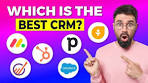 WHICH IS THE
BEST CRM?